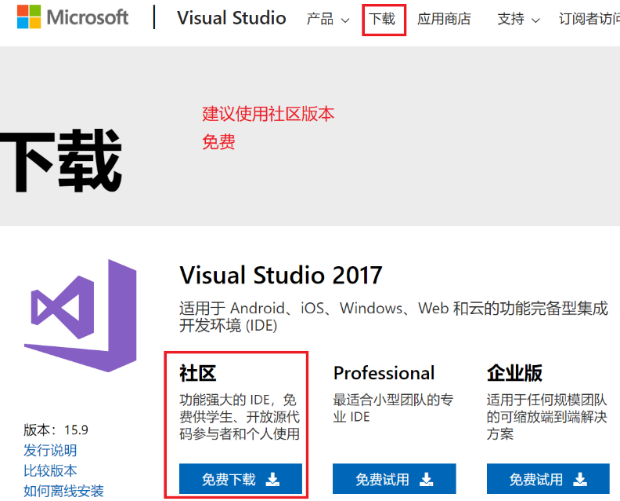 Microsoft | Visual Studio 产品 下载 应用商店 支持 订阅者访问
建议使用社区版本
免费
下载
Visual Studio 2017
适用于 Android、iOS、Windows、Web 和云的功能完备型集成
开发环境 (IDE)
社区
功能强大的 IDE，免
费供学生、开放源代
码参与者和个人使用
免费下载
Professional
最适合小型团队的专
业 IDE
免费试用
企业版
适用于任何规模团队
的可缩放端到端解决
方案
免费试用
版本：15.9
发行说明
比较版本
如何离线安装